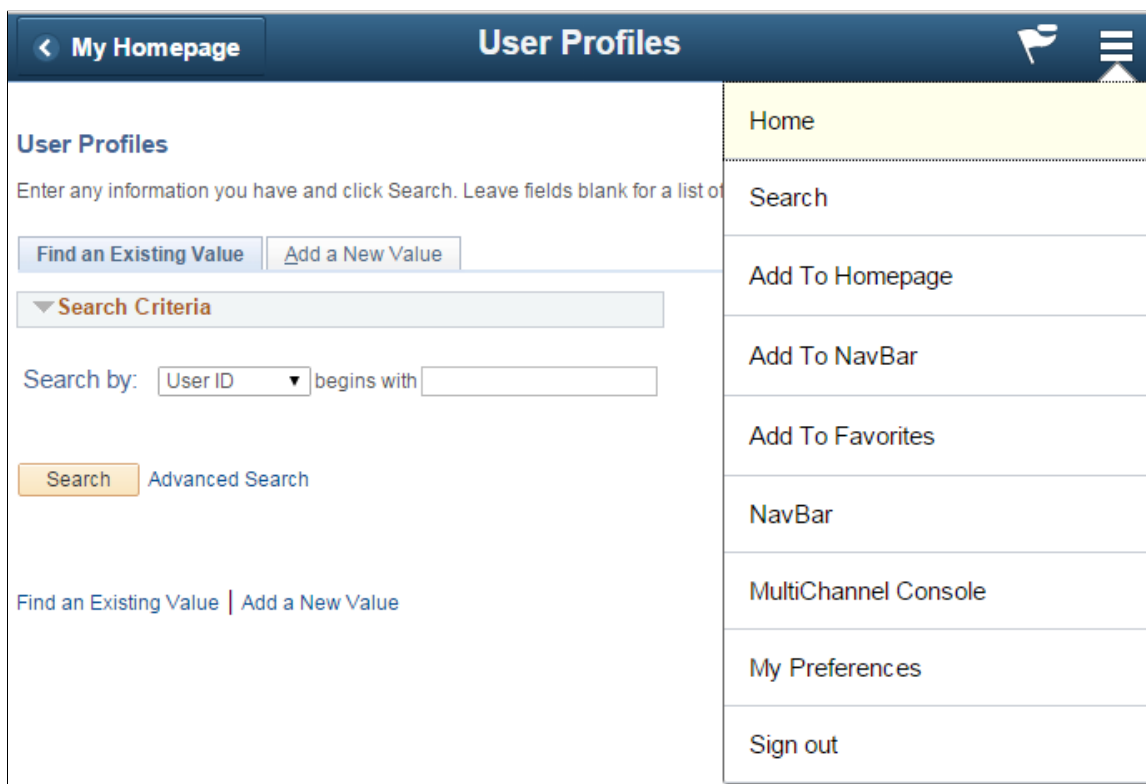 My Homepage
User Profiles
User Profiles
Enter any information you have and click Search. Leave fields blank for a list of
Find an Existing Value
Add a New Value
Search Criteria
Search by: User ID begins with
Search Advanced Search
Find an Existing Value | Add a New Value
Home
Search
Add To Homepage
Add To NavBar
Add To Favorites
NavBar
MultiChannel Console
My Preferences
Sign out